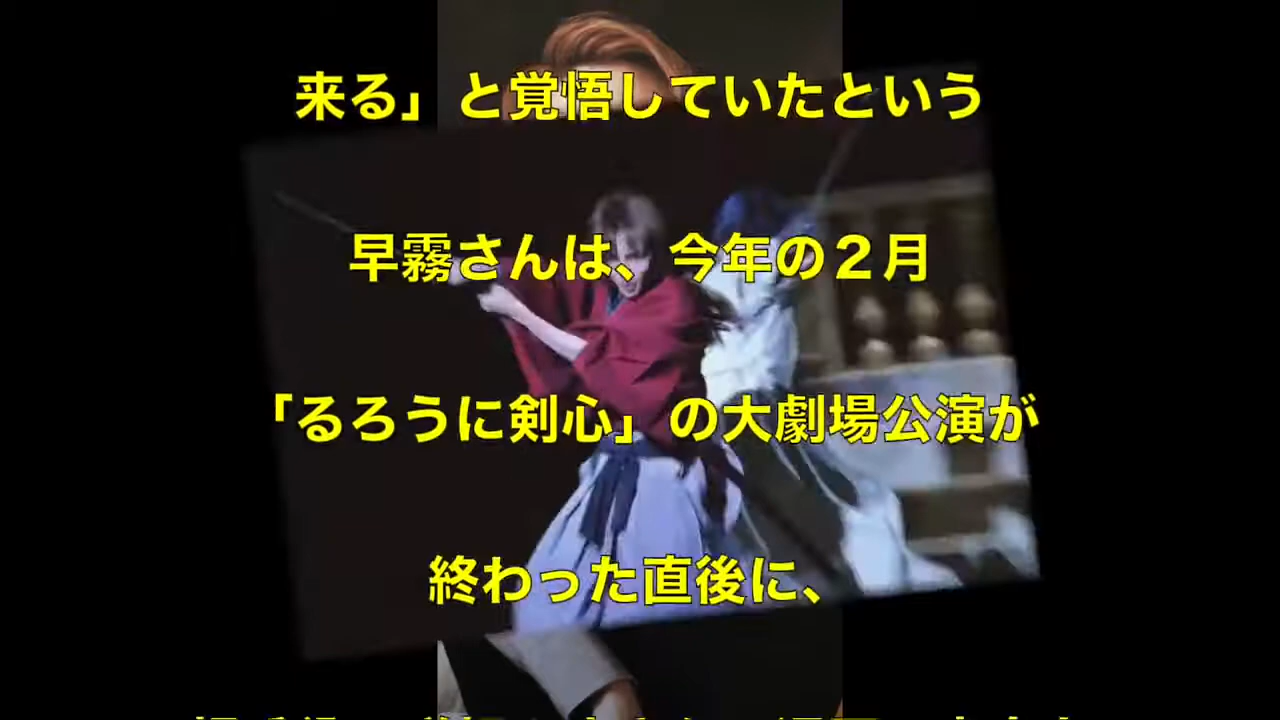 来る」と覚悟していたという
早霧さんは、今年の２月
「るろうに剣心」の大劇場公演が
終わった直後に、